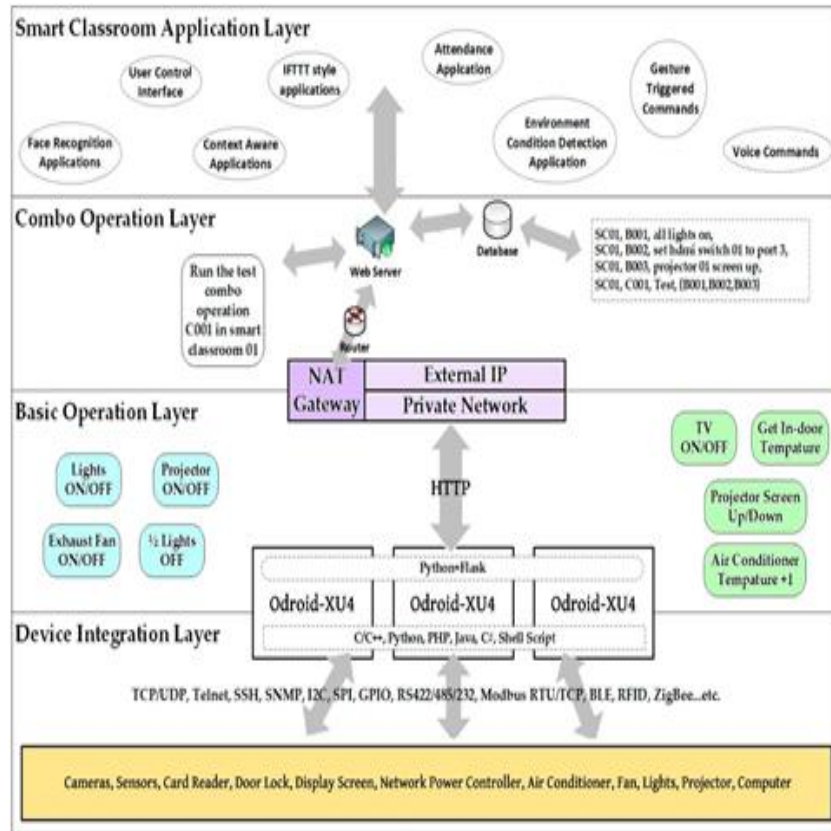 Smart Classroom Application Layer
User Control
Interface
IFTTT style
applications
Attendance
Application
Gesture
Triggered
Commands
Face Recognition
Applications
Context Aware
Applications
Environment
Condition Detection
Application
Voice Commands
Combo Operation Layer
Web Server
Database
SC01, B001, all lights on,
SC01, B002, set hdmi switch 01 to port 3,
SC01, B003, projector 01 screen up,
SC01, C001, Test, {B001,B002,B003}
Run the test
combo
operation
C001 in smart
classroom 01
Router
NAT
Gateway
External IP
Private Network
Basic Operation Layer
Lights
ON/OFF
Projector
ON/OFF
Exhaust Fan
ON/OFF
½ Lights
OFF
HTTP
TV
ON/OFF
Get In-door
Tempature
Projector Screen
Up/Down
Air Conditioner
Tempature +1
Python+Flask
Odroid-XU4
Odroid-XU4
Odroid-XU4
C/C++, Python, PHP, Java, C#, Shell Script
Device Integration Layer
TCP/UDP, Telnet, SSH, SNMP, I2C, SPI, GPIO, RS422/485/232, Modbus RTU/TCP, BLE, RFID, ZigBee...etc.
Cameras, Sensors, Card Reader, Door Lock, Display Screen, Network Power Controller, Air Conditioner, Fan, Lights, Projector, Computer